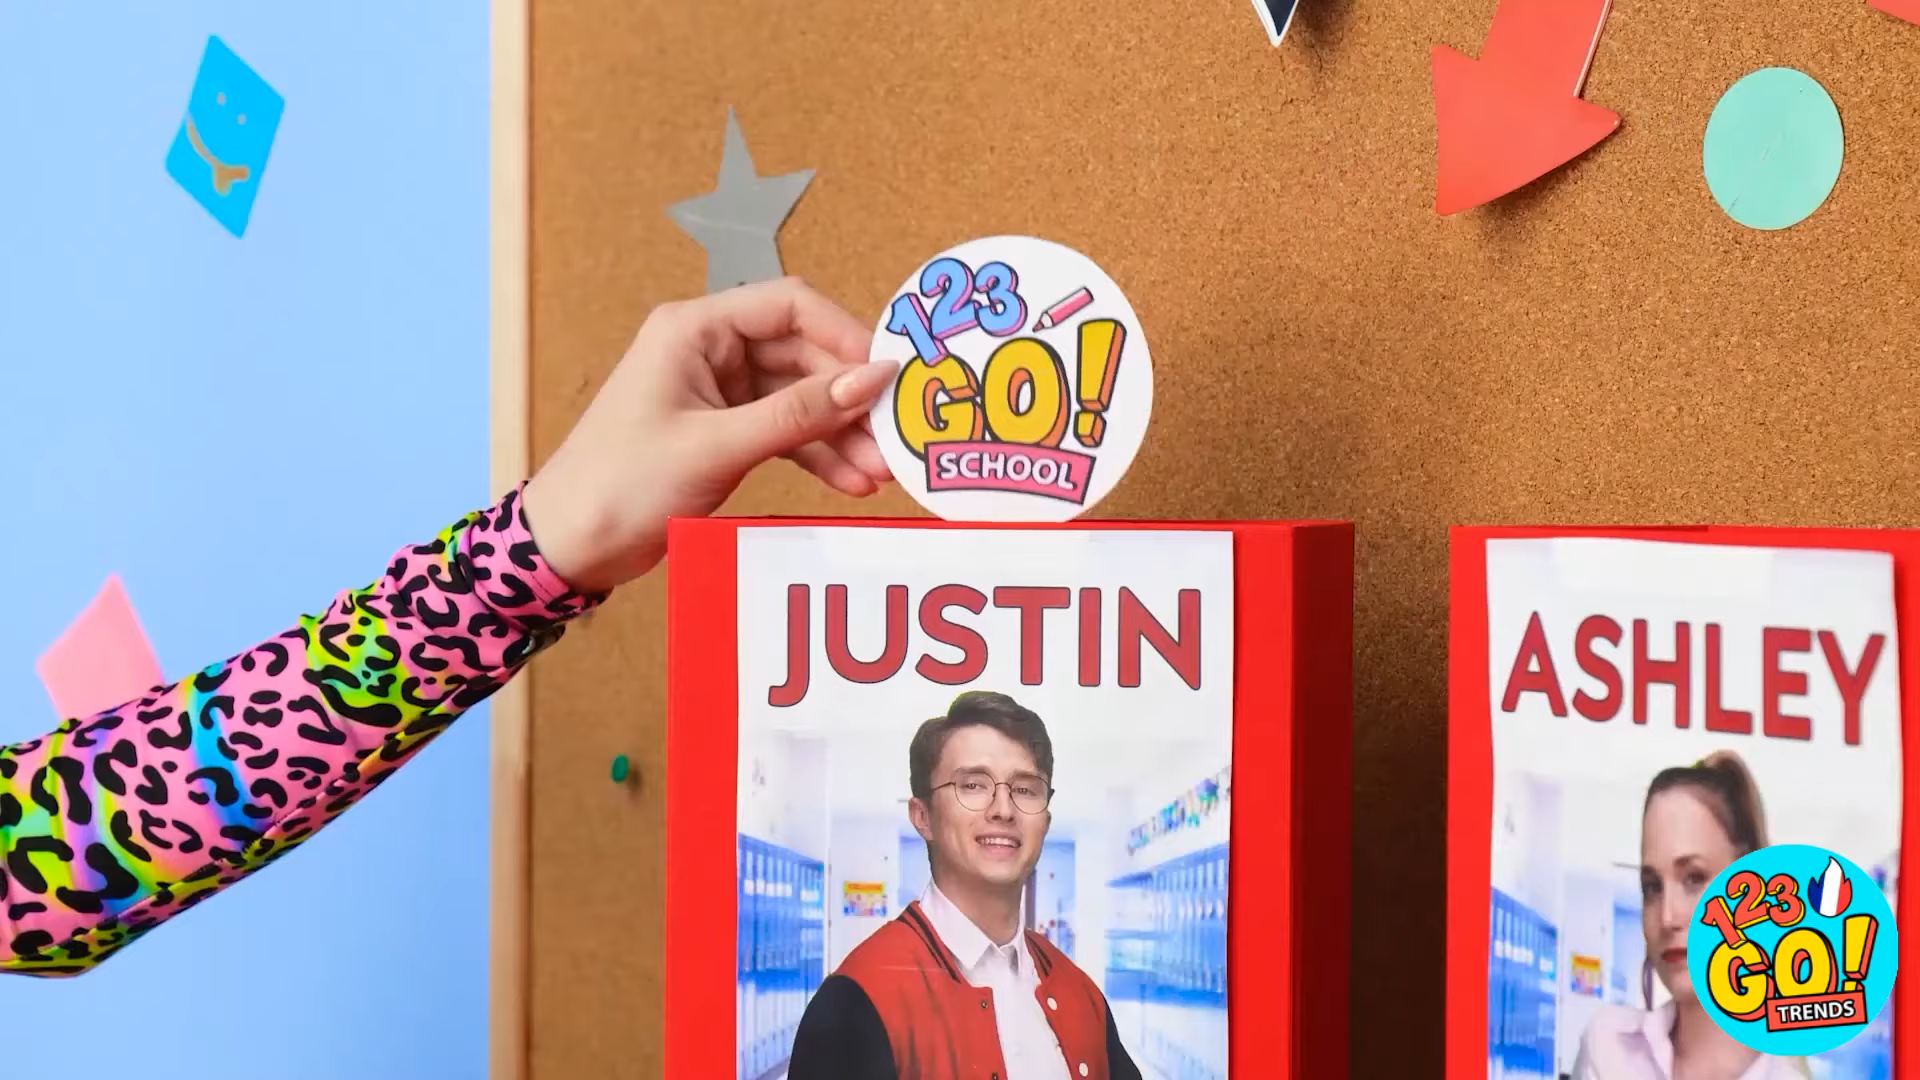 123
GO!
SCHOOL
JUSTIN
ASHLEY
123
GO!
TRENDS